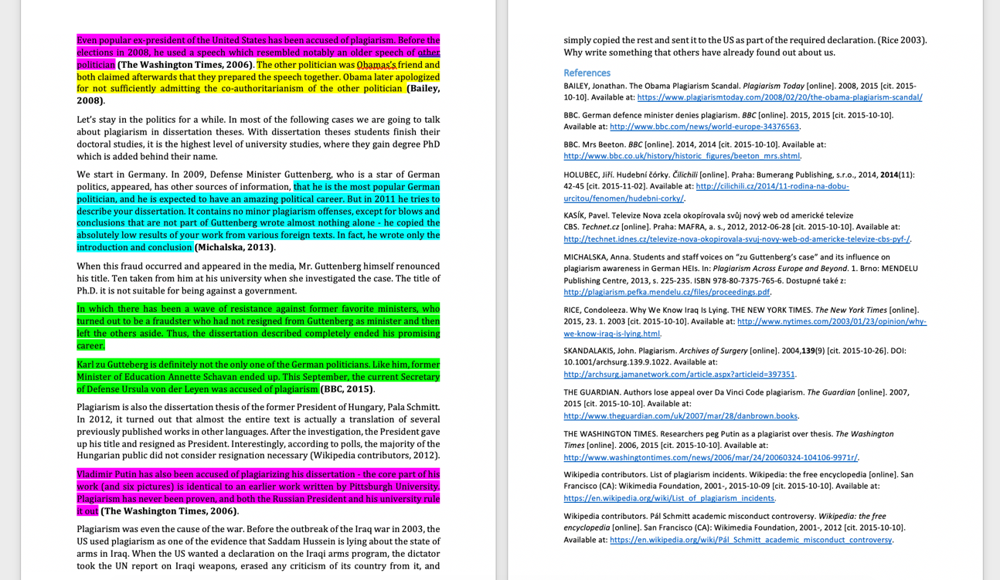 Even popular ex-president of the United States has been accused of plagiarism. Before the
elections in 2008, he used a speech which resembled notably an older speech of other
politician (The Washington Times, 2006). The other politician was Obamas's friend and
both claimed afterwards that they prepared the speech together. Obama later apologized
for not sufficiently admitting the co-authoritarianism of the other politician (Bailey,
2008).
Let's stay in the politics for a while. In most of the following cases we are going to talk
about plagiarism in dissertation theses. With dissertation theses students finish their
doctoral studies, it is the highest level of university studies, where they gain degree PhD
which is added behind their name.
We start in Germany. In 2009, Defense Minister Guttenberg, who is a star of German
politics, appeared, has other sources of information, that he is the most popular German
politician, and he is expected to have an amazing political career. But in 2011 he tries to
describe your dissertation. It contains no minor plagiarism offenses, except for blows and
conclusions that are not part of Guttenberg wrote almost nothing alone - he copied the
absolutely low results of your work from various foreign texts. In fact, he wrote only the
introduction and conclusion (Michalska, 2013).
When this fraud occurred and appeared in the media, Mr. Guttenberg himself renounced
his title. Ten taken from him at his university when she investigated the case. The title of
Ph.D. it is not suitable for being against a government.
In which there has been a wave of resistance against former favorite ministers, who
turned out to be a fraudster who had not resigned from Guttenberg as minister and then
left the others aside. Thus, the dissertation described completely ended his promising
career.
Karl zu Gutteberg is definitely not the only one of the German politicians. Like him, former
Minister of Education Annette Schavan ended up. This September, the current Secretary
of Defense Ursula von der Leyen was accused of plagiarism (BBC, 2015).
Plagiarism is also the dissertation thesis of the former President of Hungary, Pala Schmitt.
In 2012, it turned out that almost the entire text is actually a translation of several
previously published works in other languages. After the investigation, the President gave
up his title and resigned as President. Interestingly, according to polls, the majority of the
Hungarian public did not consider resignation necessary (Wikipedia contributors, 2012).
Vladimir Putin has also been accused of plagiarizing his dissertation - the core part of his
work (and six pictures) is identical to an earlier work written by Pittsburgh University.
Plagiarism has never been proven, and both the Russian President and his university rule
it out (The Washington Times, 2006).
Plagiarism was even the cause of the war. Before the outbreak of the Iraq war in 2003, the
US used plagiarism as one of the evidence that Saddam Hussein is lying about the state of
arms in Iraq. When the US wanted a declaration on the Iraqi arms program, the dictator
took the UN report on Iraqi weapons, erased any criticism of its country from it, and
simply copied the rest and sent it to the US as part of the required declaration. (Rice 2003).
Why write something that others have already found out about us.
References
BAILEY, Jonathan. The Obama Plagiarism Scandal. Plagiarism Today [online]. 2008, 2015 [cit. 2015-
10-10]. Available at: https://www.plagiarismtoday.com/2008/02/20/the-obama-plagiarism-scandal/
BBC. German defence minister denies plagiarism. BBC [online]. 2015, 2015 [cit. 2015-10-10].
Available at: http://www.bbc.com/news/world-europe-34376563.
BBC. Mrs Beeton. BBC [online]. 2014, 2014 [cit. 2015-10-10]. Available at:
http://www.bbc.co.uk/history/historic_figures/beeton_mrs.shtml.
HOLUBEC, Jiří. Hudební čórky. Čilichili [online]. Praha: Bumerang Publishing, s.r.o., 2014, 2014(11):
42-45 [cit. 2015-11-02]. Available at: http://cilichili.cz/2014/11-rodina-na-dobu-
urcitou/fenomen/hudebni-corky/.
KASÍK, Pavel. Televize Nova zcela okopírovala svůj nový web od americké televize
CBS. Technet.cz [online]. Praha: MAFRA, a. s., 2012, 2012-06-28 [cit. 2015-10-10]. Available at:
http://technet.idnes.cz/televize-nova-okopirovala-svuj-novy-web-od-americke-televize-cbs-pyf-/.
MICHALSKA, Anna. Students and staff voices on “zu Guttenberg’s case” and its influence on
plagiarism awareness in German HEIs. In: Plagiarism Across Europe and Beyond. 1. Brno: MENDELU
Publishing Centre, 2013, s. 225-235. ISBN 978-80-7375-765-6. Dostupné také z:
http://plagiarism.pefka.mendelu.cz/files/proceedings.pdf.
RICE, Condoleeza. Why We Know Iraq Is Lying. THE NEW YORK TIMES. The New York Times [online].
2015, 23. 1. 2003 [cit. 2015-10-10]. Available at: http://www.nytimes.com/2003/01/23/opinion/why-
we-know-iraq-is-lying.html.
SKANDALAKIS, John. Plagiarism. Archives of Surgery [online]. 2004,139(9) [cit. 2015-10-26]. DOI:
10.1001/archsurg.139.9.1022. Available at:
http://archsurg.jamanetwork.com/article.aspx?articleid=397351.
THE GUARDIAN. Authors lose appeal over Da Vinci Code plagiarism. The Guardian [online]. 2007,
2015 [cit. 2015-10-10]. Available at:
http://www.theguardian.com/uk/2007/mar/28/danbrown.books.
THE WASHINGTON TIMES. Researchers peg Putin as a plagiarist over thesis. The Washington
Times [online]. 2006, 2015 [cit. 2015-10-10]. Available at:
http://www.washingtontimes.com/news/2006/mar/24/20060324-104106-9971r/.
Wikipedia contributors. List of plagiarism incidents. Wikipedia: the free encyclopedia [online]. San
Francisco (CA): Wikimedia Foundation, 2001-, 2015-10-09 [cit. 2015-10-10]. Available at:
https://en.wikipedia.org/wiki/List_of_plagiarism_incidents.
Wikipedia contributors. Pál Schmitt academic misconduct controversy. Wikipedia: the free
encyclopedia [online]. San Francisco (CA): Wikimedia Foundation, 2001-, 2012 [cit. 2015-10-10].
Available at: https://en.wikipedia.org/wiki/Pál_Schmitt_academic_misconduct_controversy.